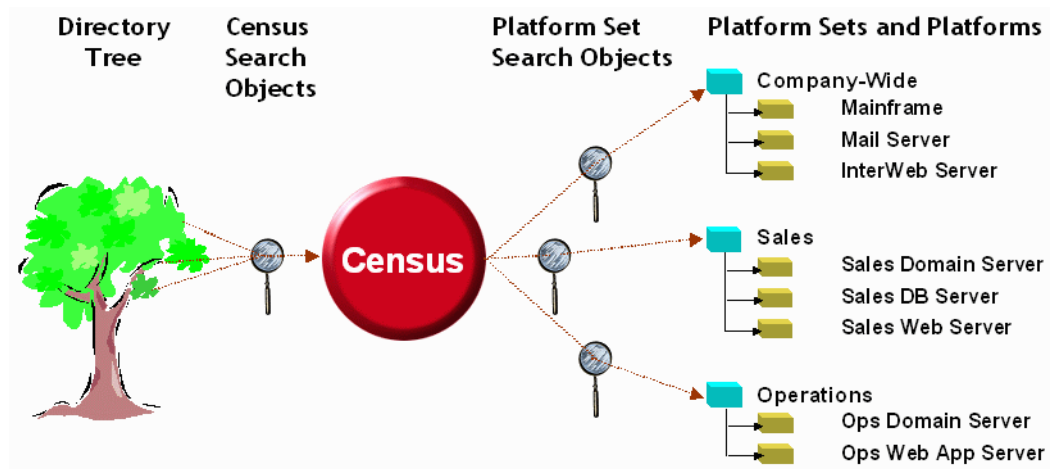 Directory
Tree
Census
Search
Objects
Platform Set
Search Objects
Platform Sets and Platforms
Census
Company-Wide
Mainframe
Mail Server
InterWeb Server
Sales
Sales Domain Server
Sales DB Server
Sales Web Server
Operations
Ops Domain Server
Ops Web App Server